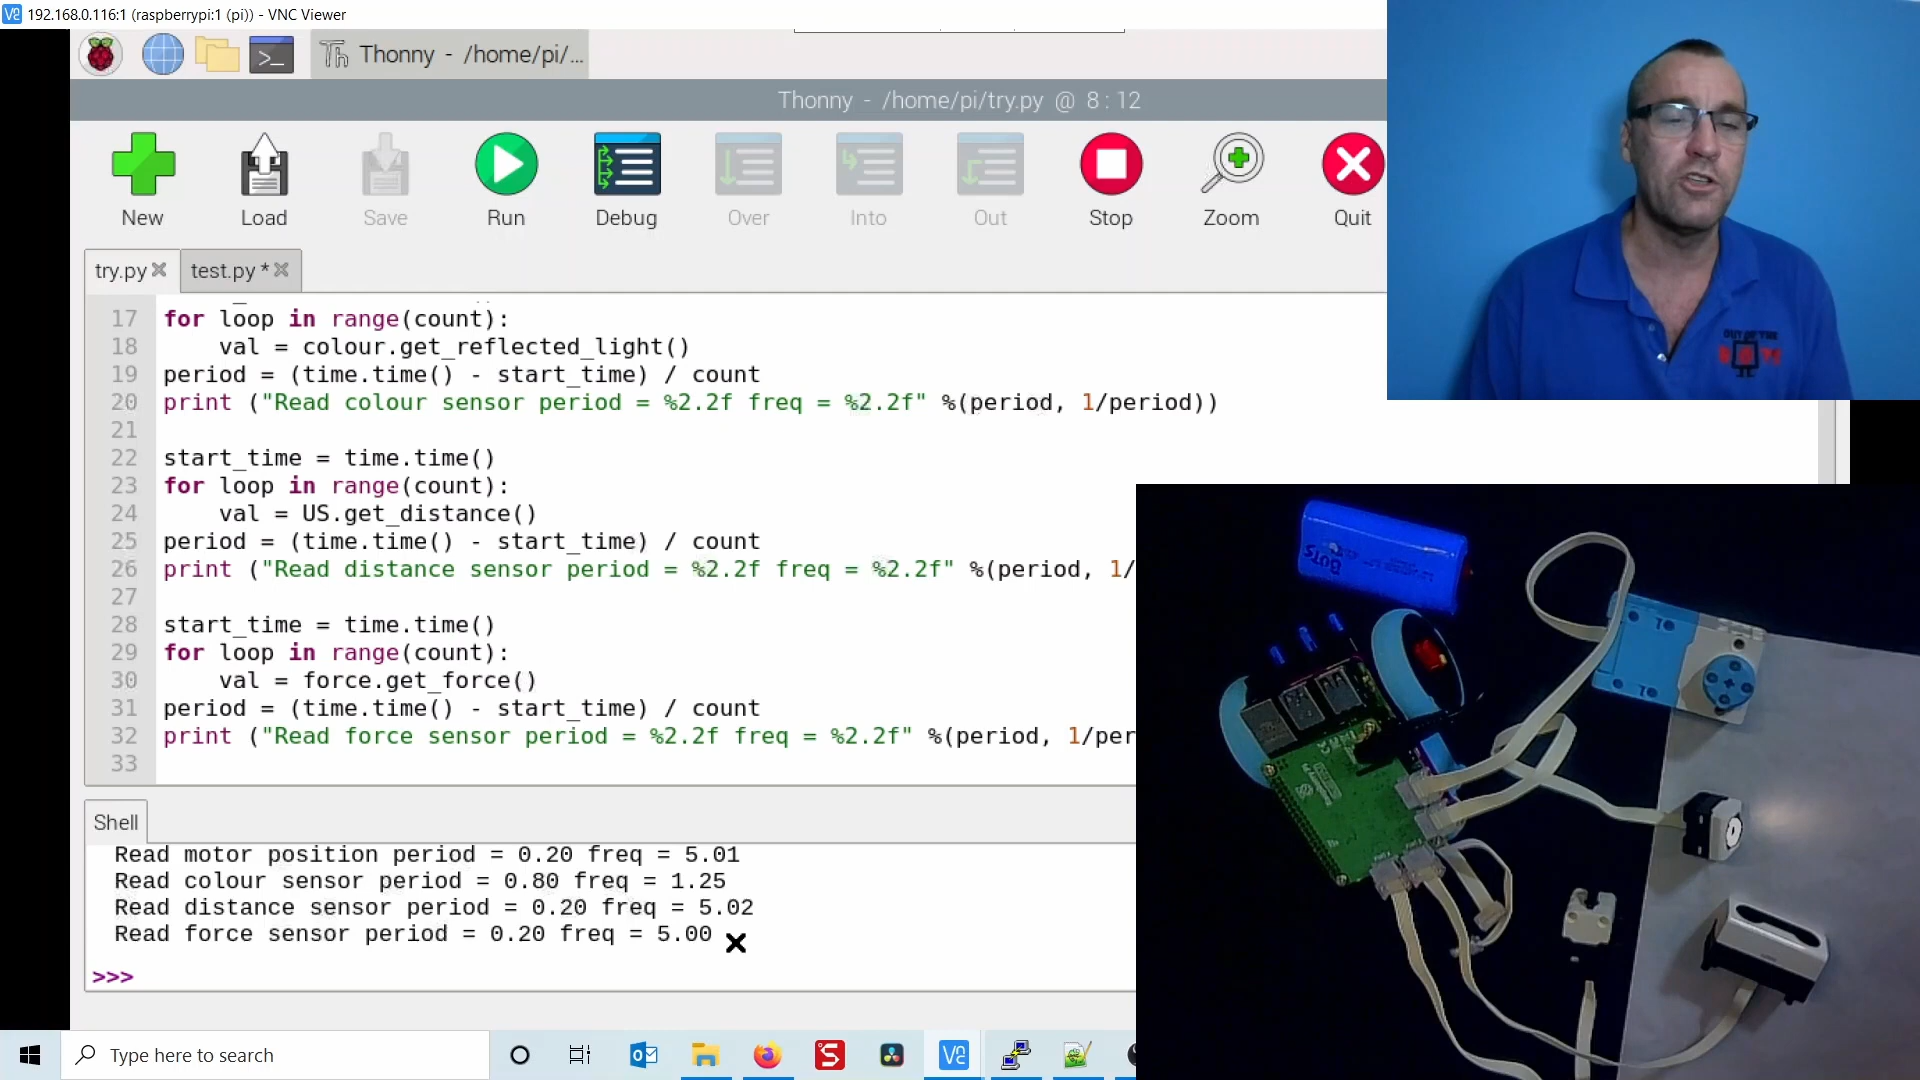 192.168.0.116:1 (raspberrypi:1 (pi)) - VNC Viewer
Thonny - /home/pi/...
Thonny - /home/pi/try.py @ 8:12
New Load Save Run Debug Over Into Out Stop Zoom Quit
try.py test.py *
17 for loop in range(count):
18 val = colour.get_reflected_light()
19 period = (time.time() - start_time) / count
20 print ("Read colour sensor period = %2.2f freq = %2.2f" %(period, 1/period))
21
22 start_time = time.time()
23 for loop in range(count):
24 val = US.get_distance()
25 period = (time.time() - start_time) / count
26 print ("Read distance sensor period = %2.2f freq = %2.2f" %(period, 1/
27
28 start_time = time.time()
29 for loop in range(count):
30 val = force.get_force()
31 period = (time.time() - start_time) / count
32 print ("Read force sensor period = %2.2f freq = %2.2f" %(period, 1/per
33
Shell
Read motor position period = 0.20 freq = 5.01
Read colour sensor period = 0.80 freq = 1.25
Read distance sensor period = 0.20 freq = 5.02
Read force sensor period = 0.20 freq = 5.00
>>>
Type here to search
OUT OF THE